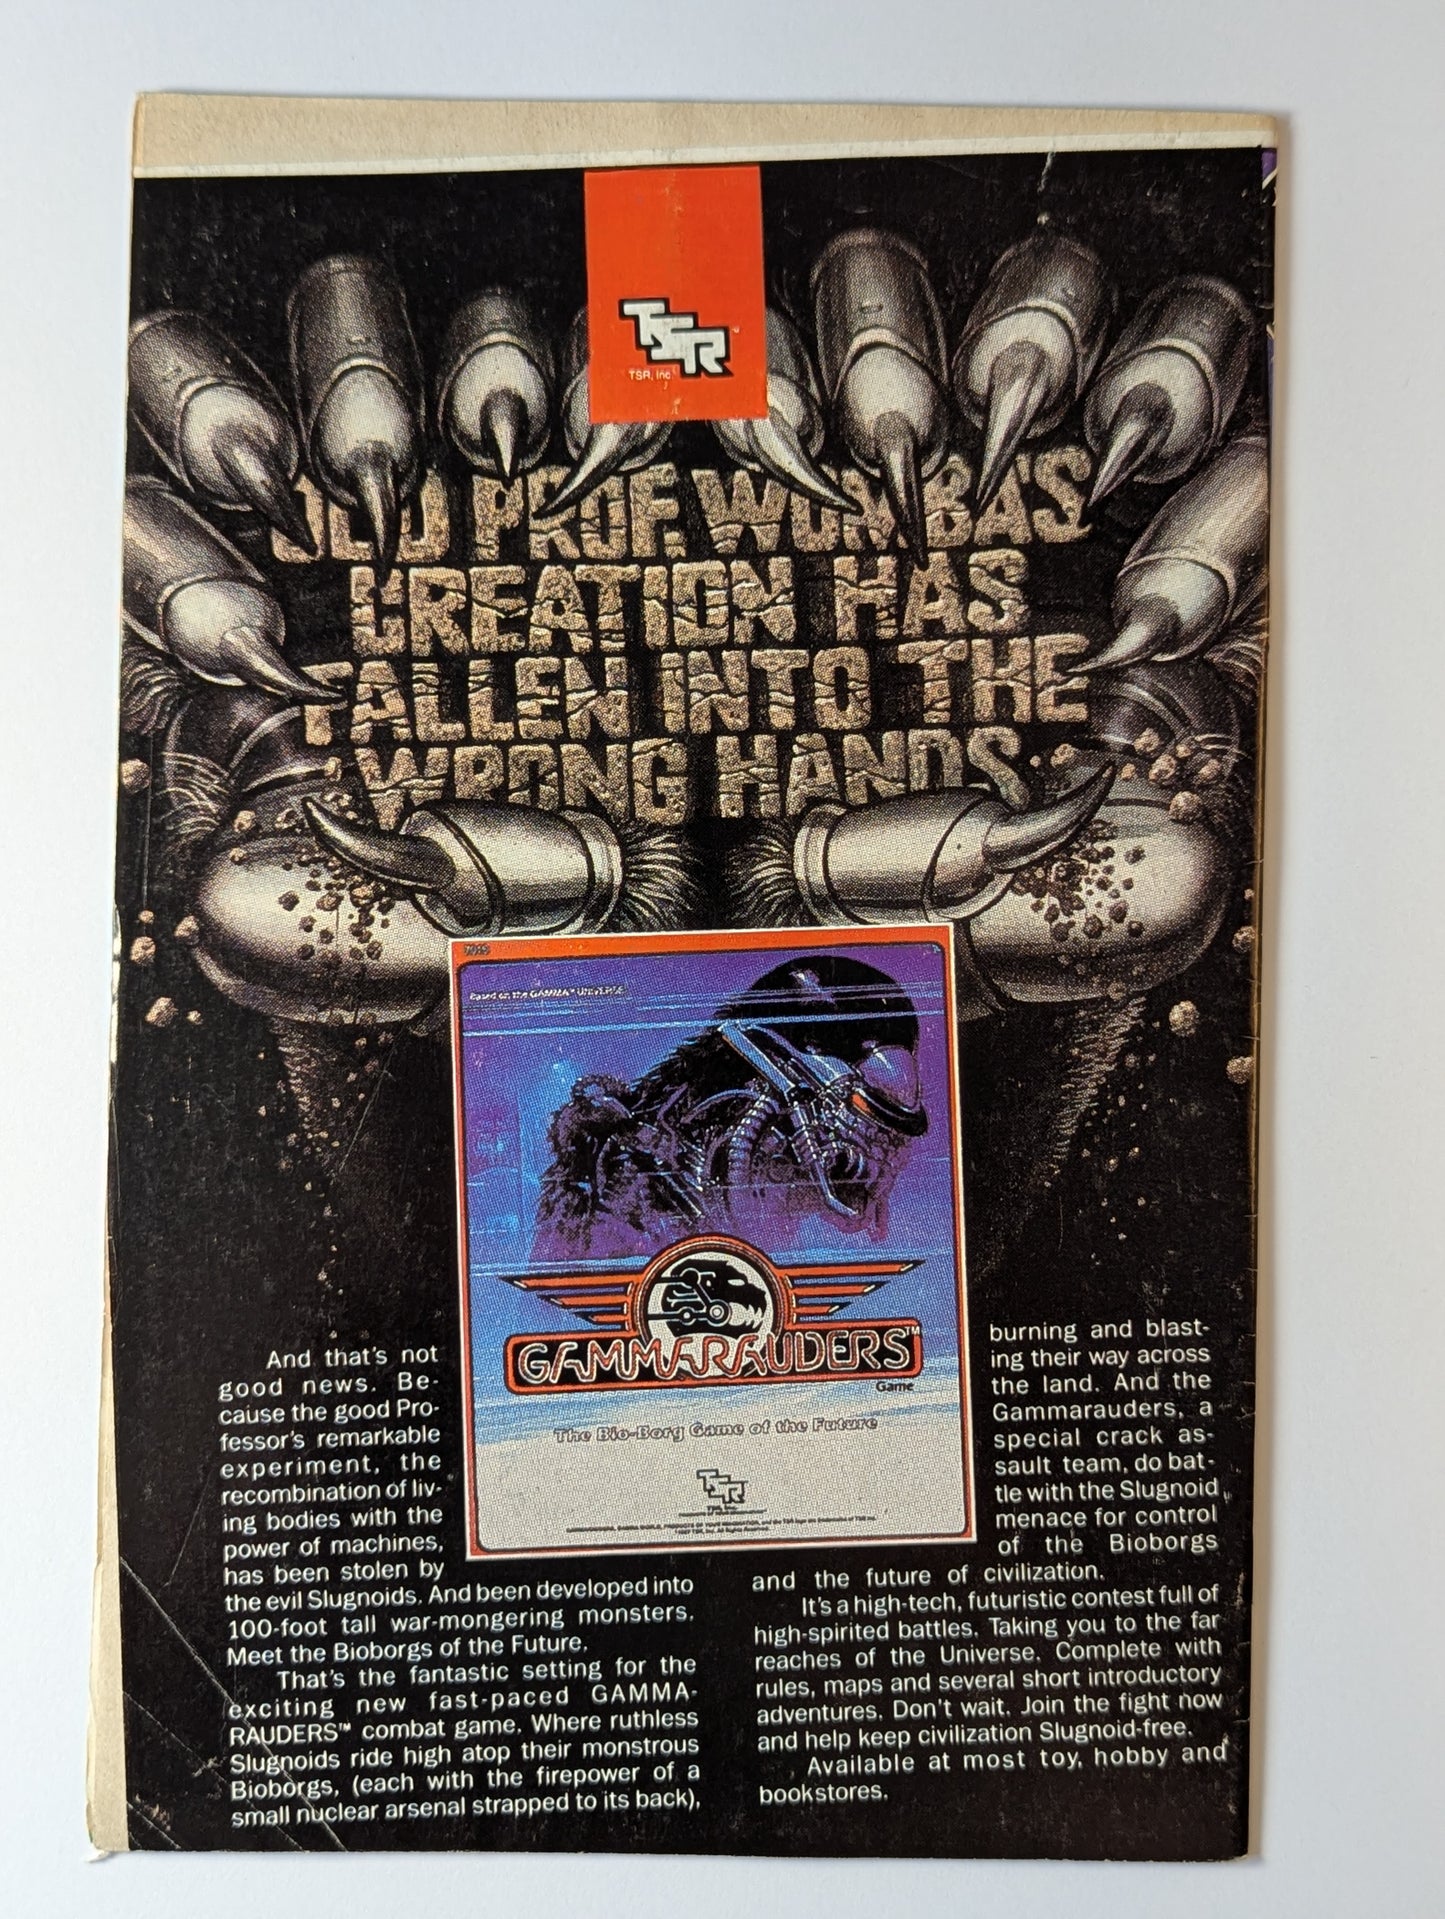 TSR
TSR, Inc.
OLD PROF. WOMBAS
CREATION HAS
FALLEN INTO THE
WRONG HANDS
GAMMARAUDERS™
Game
The Bio-Borg Game of the Future
TSR
And that's not
good news. Be-
cause the good Pro-
fessor's remarkable
experiment, the
recombination of liv-
ing bodies with the
power of machines,
has been stolen by
the evil Slugnoids. And been developed into
100-foot tall war-mongering monsters.
Meet the Bioborgs of the Future.
That's the fantastic setting for the
exciting new fast-paced GAMMA-
RAUDERS™ combat game. Where ruthless
Slugnoids ride high atop their monstrous
Bioborgs, (each with the firepower of a
small nuclear arsenal strapped to its back),
burning and blast-
ing their way across
the land. And the
Gammarauders, a
special crack as-
sault team, do bat-
tle with the Slugnoid
menace for control
of the Bioborgs
and the future of civilization.
It's a high-tech, futuristic contest full of
high-spirited battles. Taking you to the far
reaches of the Universe. Complete with
rules, maps and several short introductory
adventures. Don't wait. Join the fight now
and help keep civilization Slugnoid-free.
Available at most toy, hobby and
bookstores.